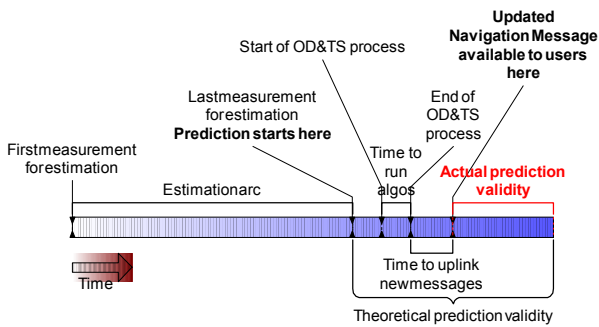 Updated
Navigation Message
available to users
here
Start of OD&TS process
Lastmeasurement
forestimation
Prediction starts here
End of
OD&TS
process
Firstmeasurement
forestimation
Time to
run
algos
Actual prediction
validity
Estimationarc
Time
Time to uplink
newmessages
Theoretical prediction validity